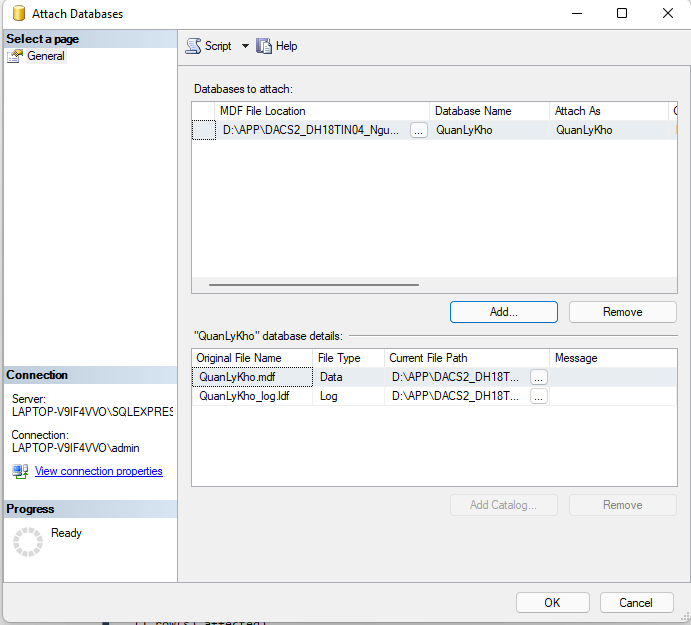 Attach Databases
Select a page
General
Script
Help
Databases to attach:
MDF File Location
Database Name
Attach As
D:\APP\DACS2_DH18TIN04_Ngu...
...
QuanLyKho
QuanLyKho
Add...
Remove
"QuanLyKho" database details:
Original File Name
File Type
Current File Path
Message
QuanLyKho.mdf
Data
D:\APP\DACS2_DH18T...
...
QuanLyKho_log.ldf
Log
D:\APP\DACS2_DH18T...
...
Add Catalog...
Remove
Connection
Server:
LAPTOP-V9IF4VVO\SQLEXPRES
Connection:
LAPTOP-V9IF4VVO\admin
View connection properties
Progress
Ready
OK
Cancel